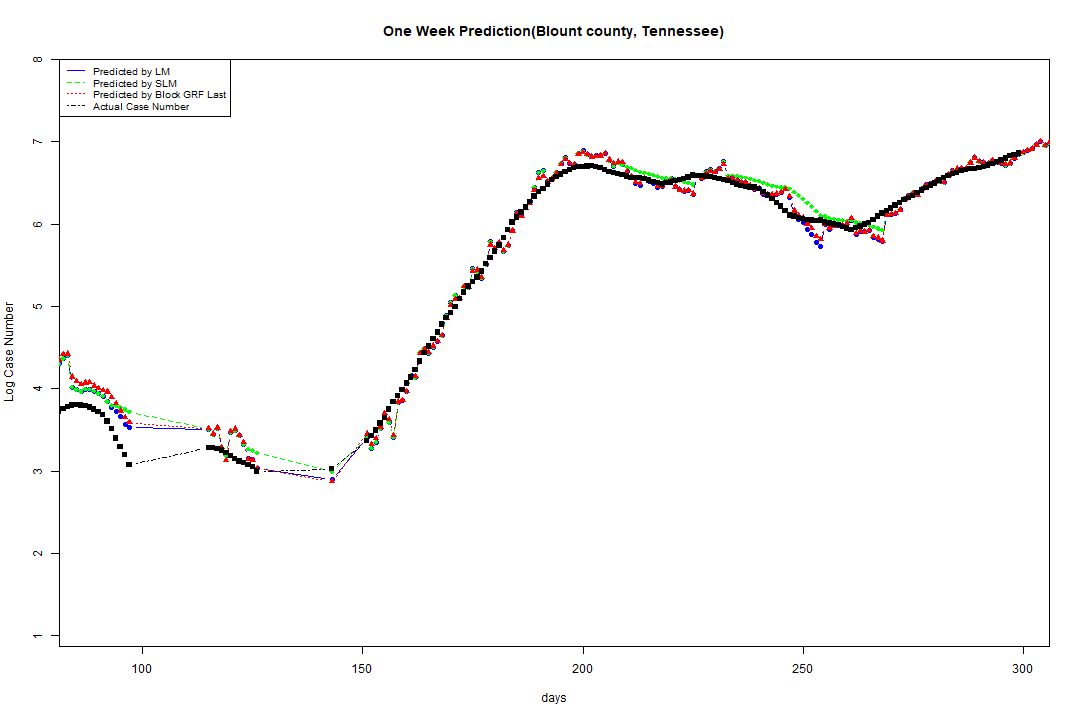 One Week Prediction(Blount county, Tennessee)
Predicted by LM
Predicted by SLM
Predicted by Block GRF Last
Actual Case Number
8
7
6
5
4
3
2
1
Log Case Number
100 150 200 250 300
days